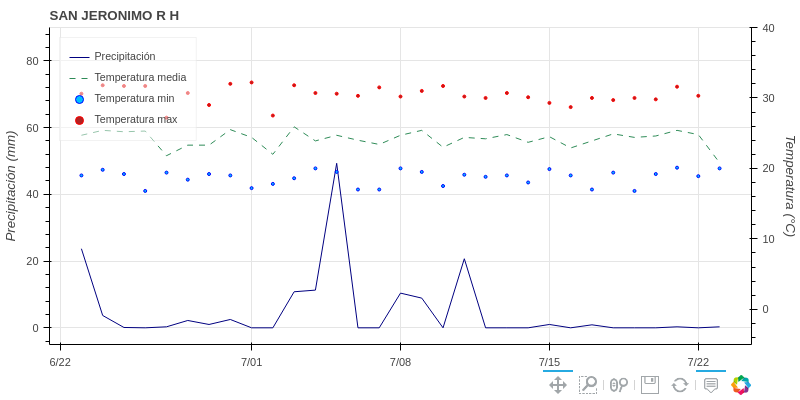 SAN JERONIMO R H
Precipitación
Temperatura media
Temperatura min
Temperatura max
Precipitación (mm)
80
60
40
20
0
Temperatura (°C)
40
30
20
10
0
6/22
7/01
7/08
7/15
7/22